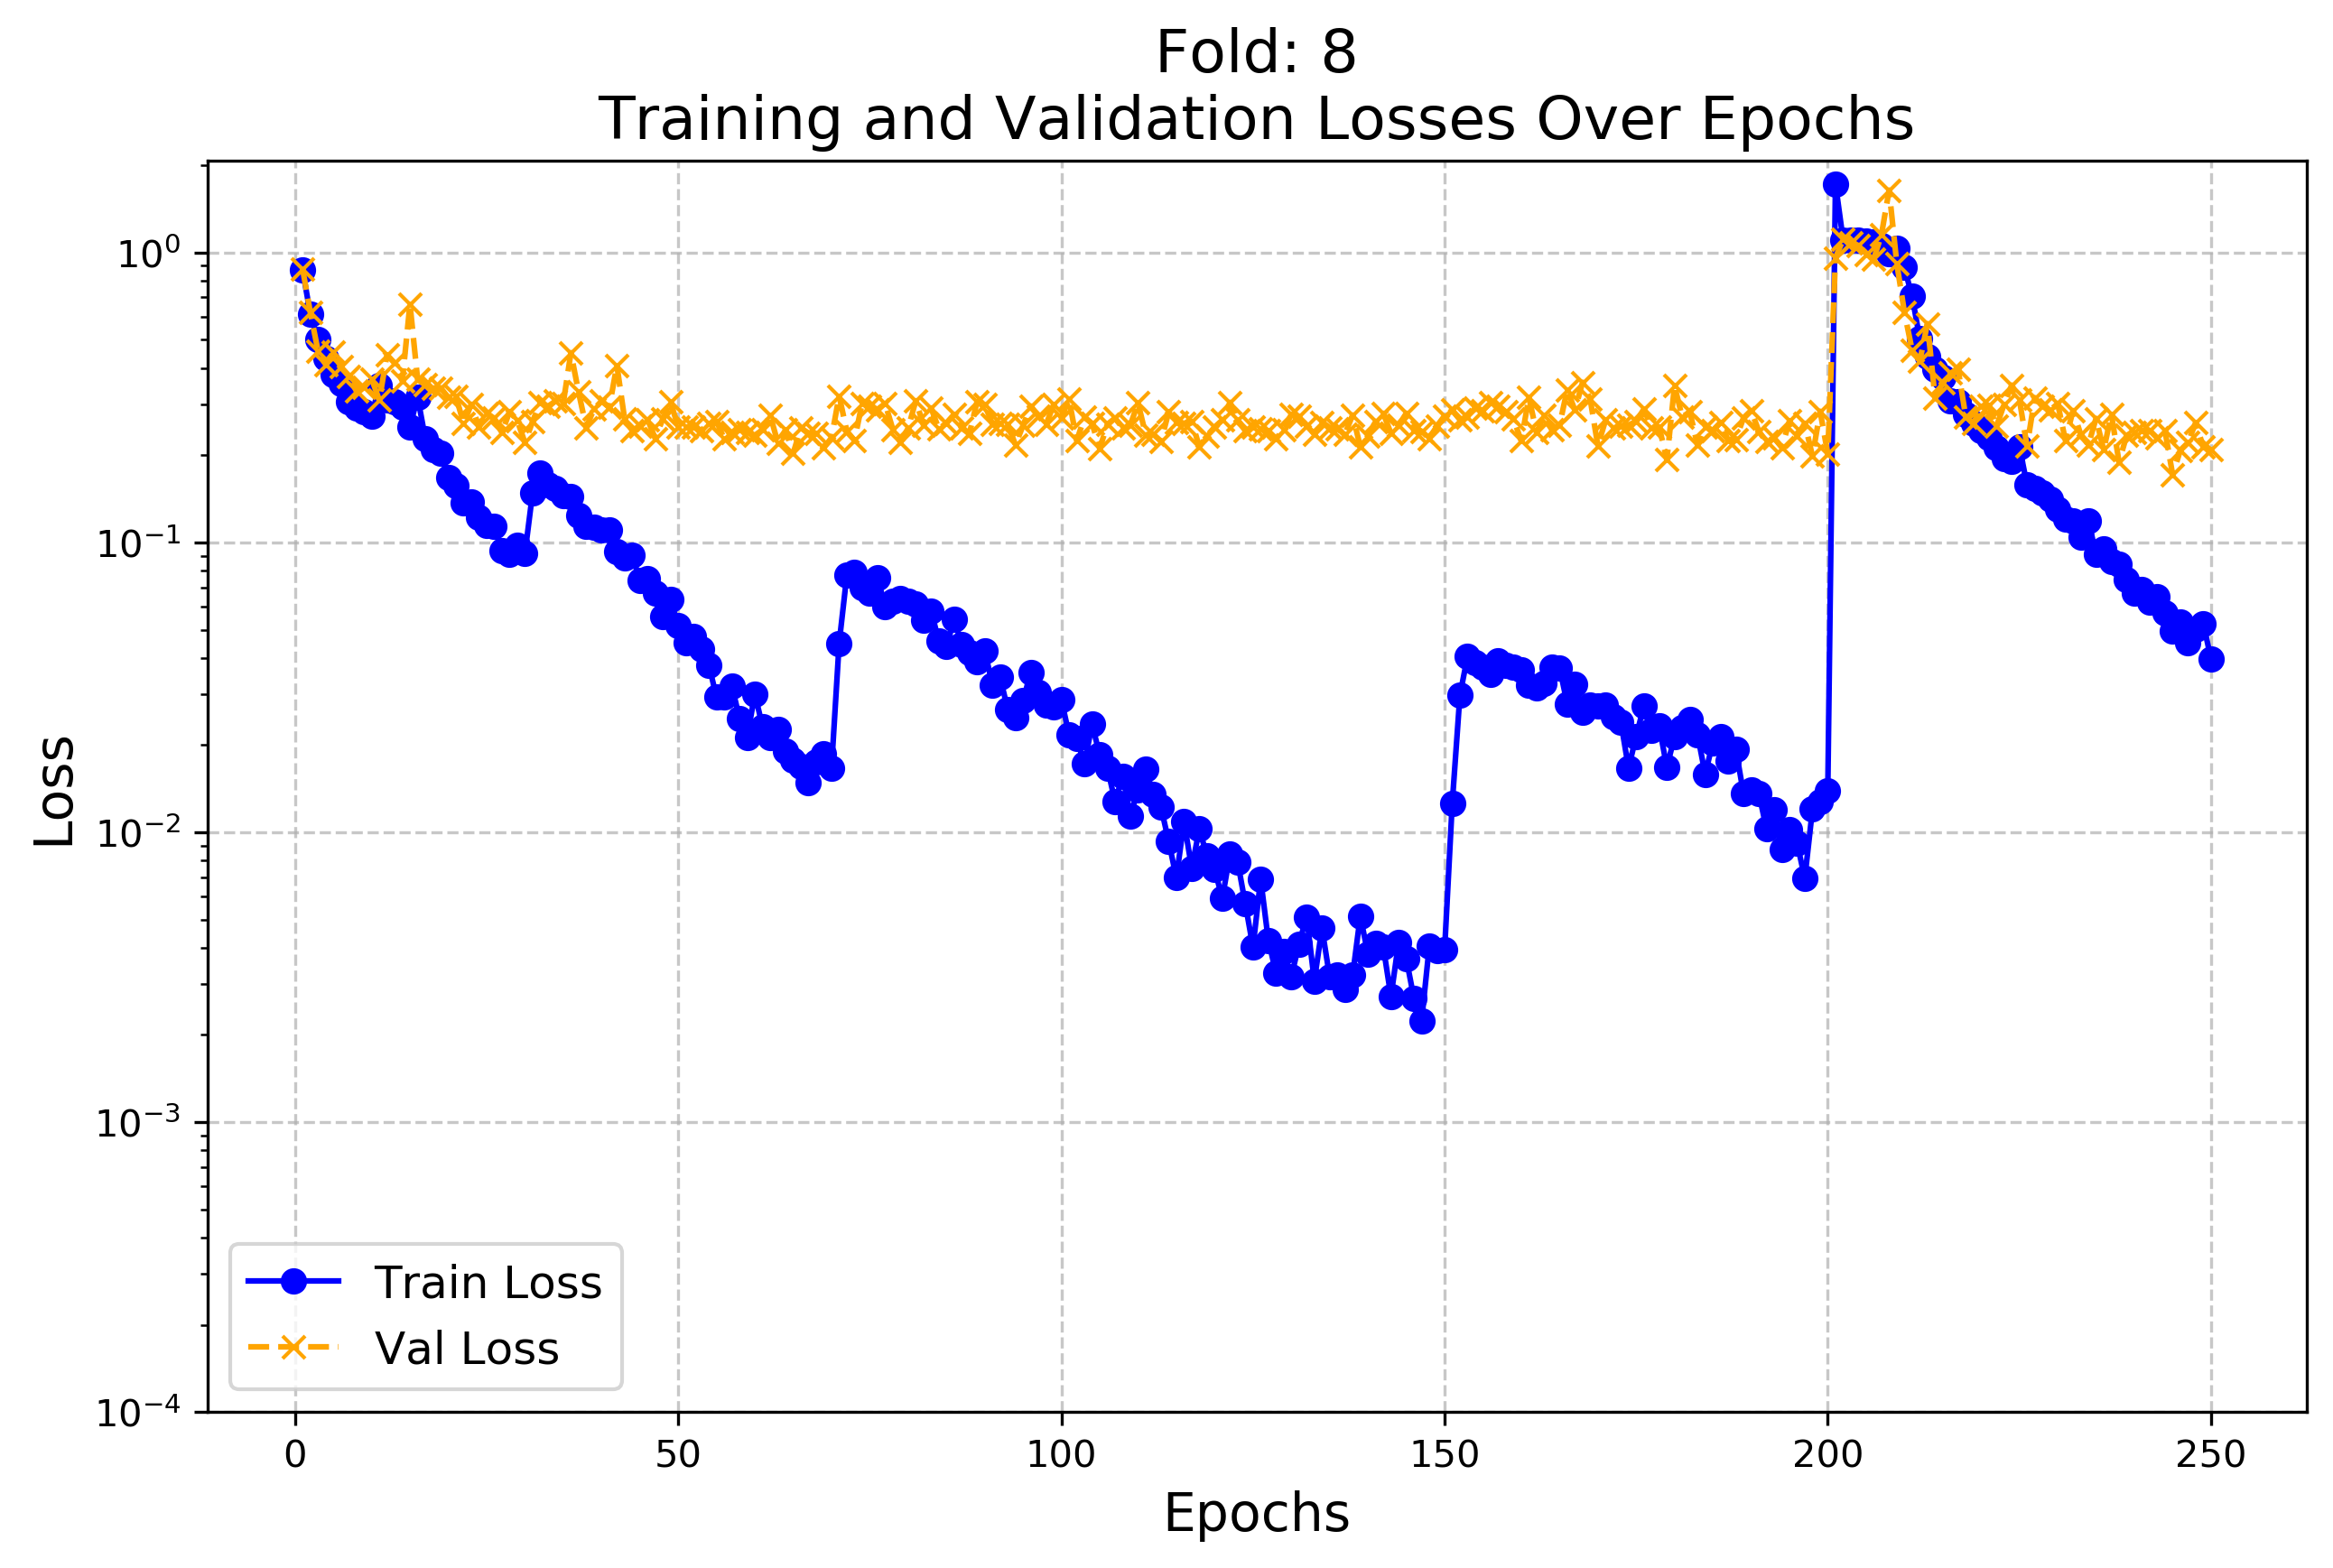 Fold: 8
Training and Validation Losses Over Epochs
Loss
10⁰
10⁻¹
10⁻²
10⁻³
10⁻⁴
Train Loss
Val Loss
0 50 100 150 200 250
Epochs